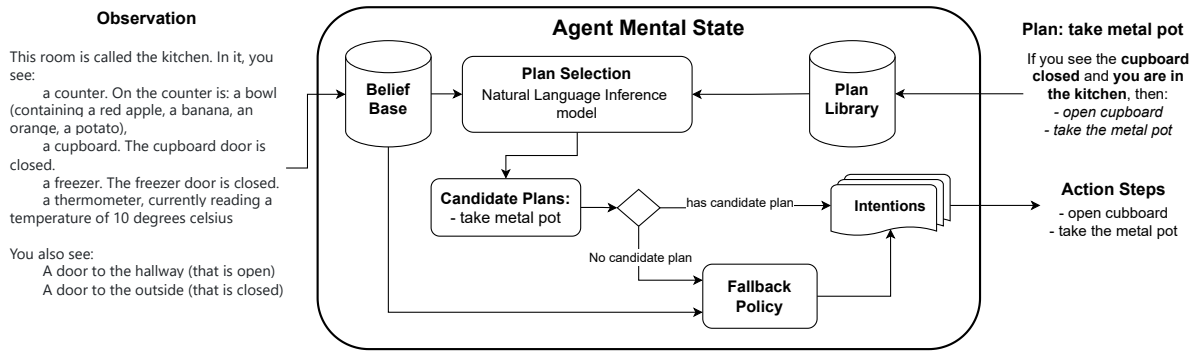 Observation
This room is called the kitchen. In it, you
see:
a counter. On the counter is: a bowl
(containing a red apple, a banana, an
orange, a potato),
a cupboard. The cupboard door is
closed.
a freezer. The freezer door is closed.
a thermometer, currently reading a
temperature of 10 degrees celsius
You also see:
A door to the hallway (that is open)
A door to the outside (that is closed)
Agent Mental State
Belief
Base
Plan Selection
Natural Language Inference
model
Plan
Library
Candidate Plans:
- take metal pot
has candidate plan
No candidate plan
Intentions
Fallback
Policy
Plan: take metal pot
If you see the cupboard
closed and you are in
the kitchen, then:
- open cupboard
- take the metal pot
Action Steps
- open cubboard
- take the metal pot